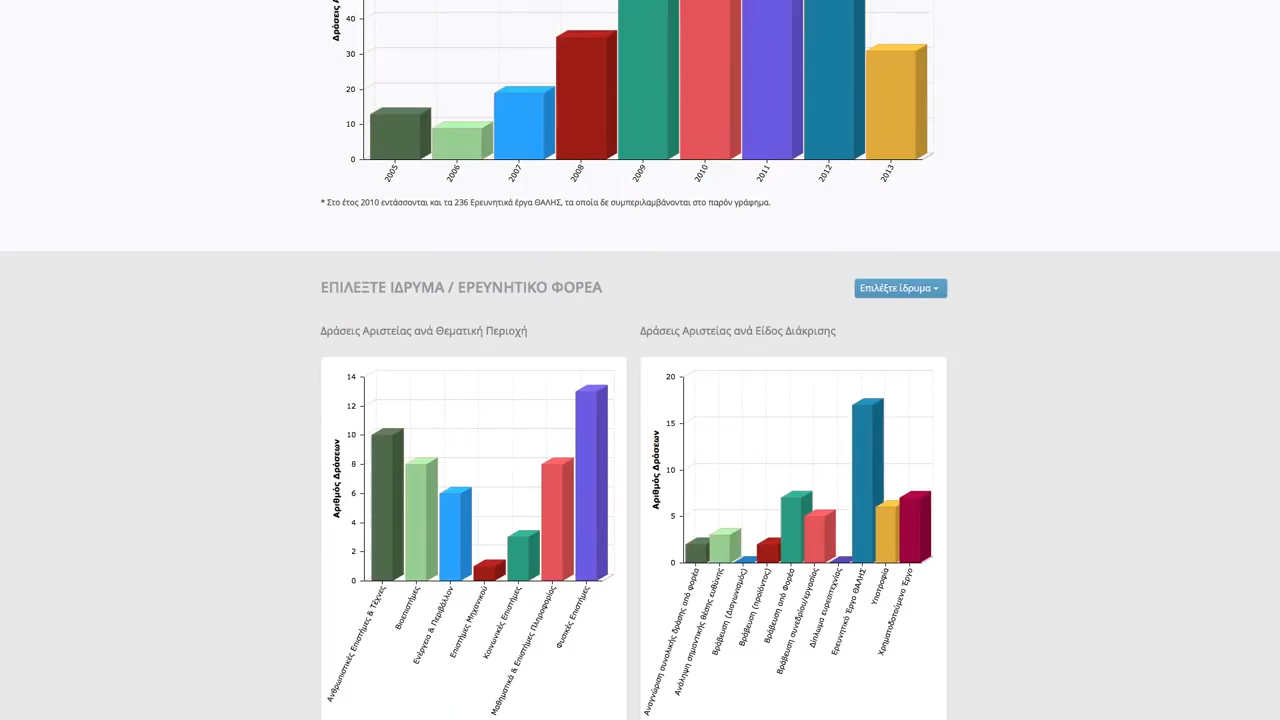 Δράσεις Α
40
30
20
10
0
2005 2006 2007 2008 2009 2010 2011 2012 2013
* Στο έτος 2010 εντάσσονται και τα 236 Ερευνητικά έργα ΘΑΛΗΣ, τα οποία δε συμπεριλαμβάνονται στο παρόν γράφημα.
ΕΠΙΛΕΞΤΕ ΙΔΡΥΜΑ / ΕΡΕΥΝΗΤΙΚΟ ΦΟΡΕΑ
Επιλέξτε ίδρυμα
Δράσεις Αριστείας ανά Θεματική Περιοχή
14
12
10
8
6
4
2
0
Αριθμός Δράσεων
Ανθρωπιστικές Επιστήμες & Τέχνες
Βιοεπιστήμες
Ενέργεια & Περιβάλλον
Επιστήμες Μηχανικού
Κοινωνικές Επιστήμες
Μαθηματικά & Επιστήμες Πληροφορίας
Φυσικές Επιστήμες
Δράσεις Αριστείας ανά Είδος Διάκρισης
20
15
10
5
0
Αριθμός Δράσεων
Αναγνώριση συνολικής δράσης από φορέα
Ανάληψη σημαντικής θέσης ευθύνης
Βράβευση (Διαγωνισμός)
Βράβευση (προϊόντος)
Βράβευση από Φορέα
Βράβευση συνεδρίου/εργασίας
Δίπλωμα ευρεσιτεχνίας
Ερευνητικό Έργο ΘΑΛΗΣ
Υποτροφία
Χρηματοδοτούμενο Έργο